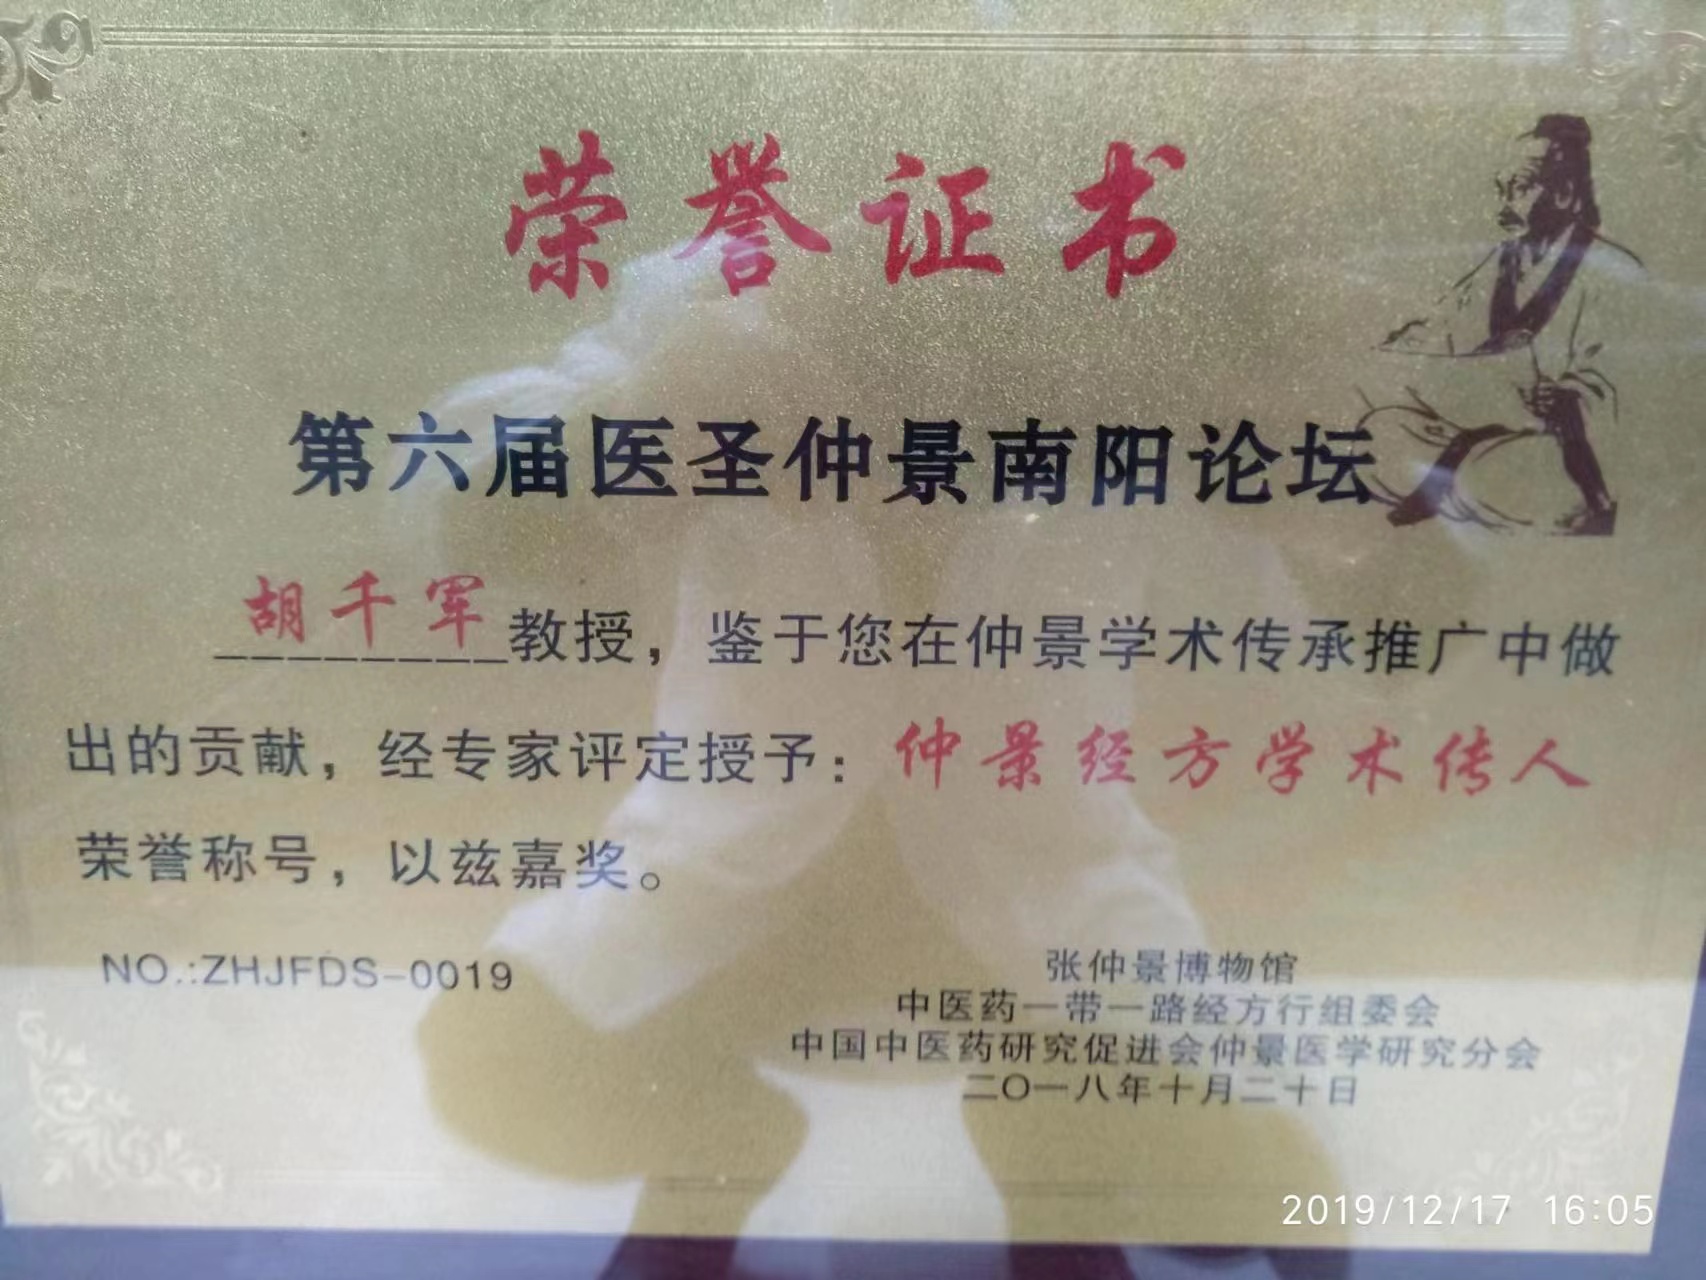 荣誉证书
第六届医圣仲景南阳论坛
胡千军教授，鉴于您在仲景学术传承推广中做
出的贡献，经专家评定授予：仲景经方学术传人
荣誉称号，以兹嘉奖。
NO.:ZHJFDS-0019
张仲景博物馆
中医药一带一路经方行组委会
中国中医药研究促进会仲景医学研究分会
二〇一八年十月二十日
2019/12/17 16:05